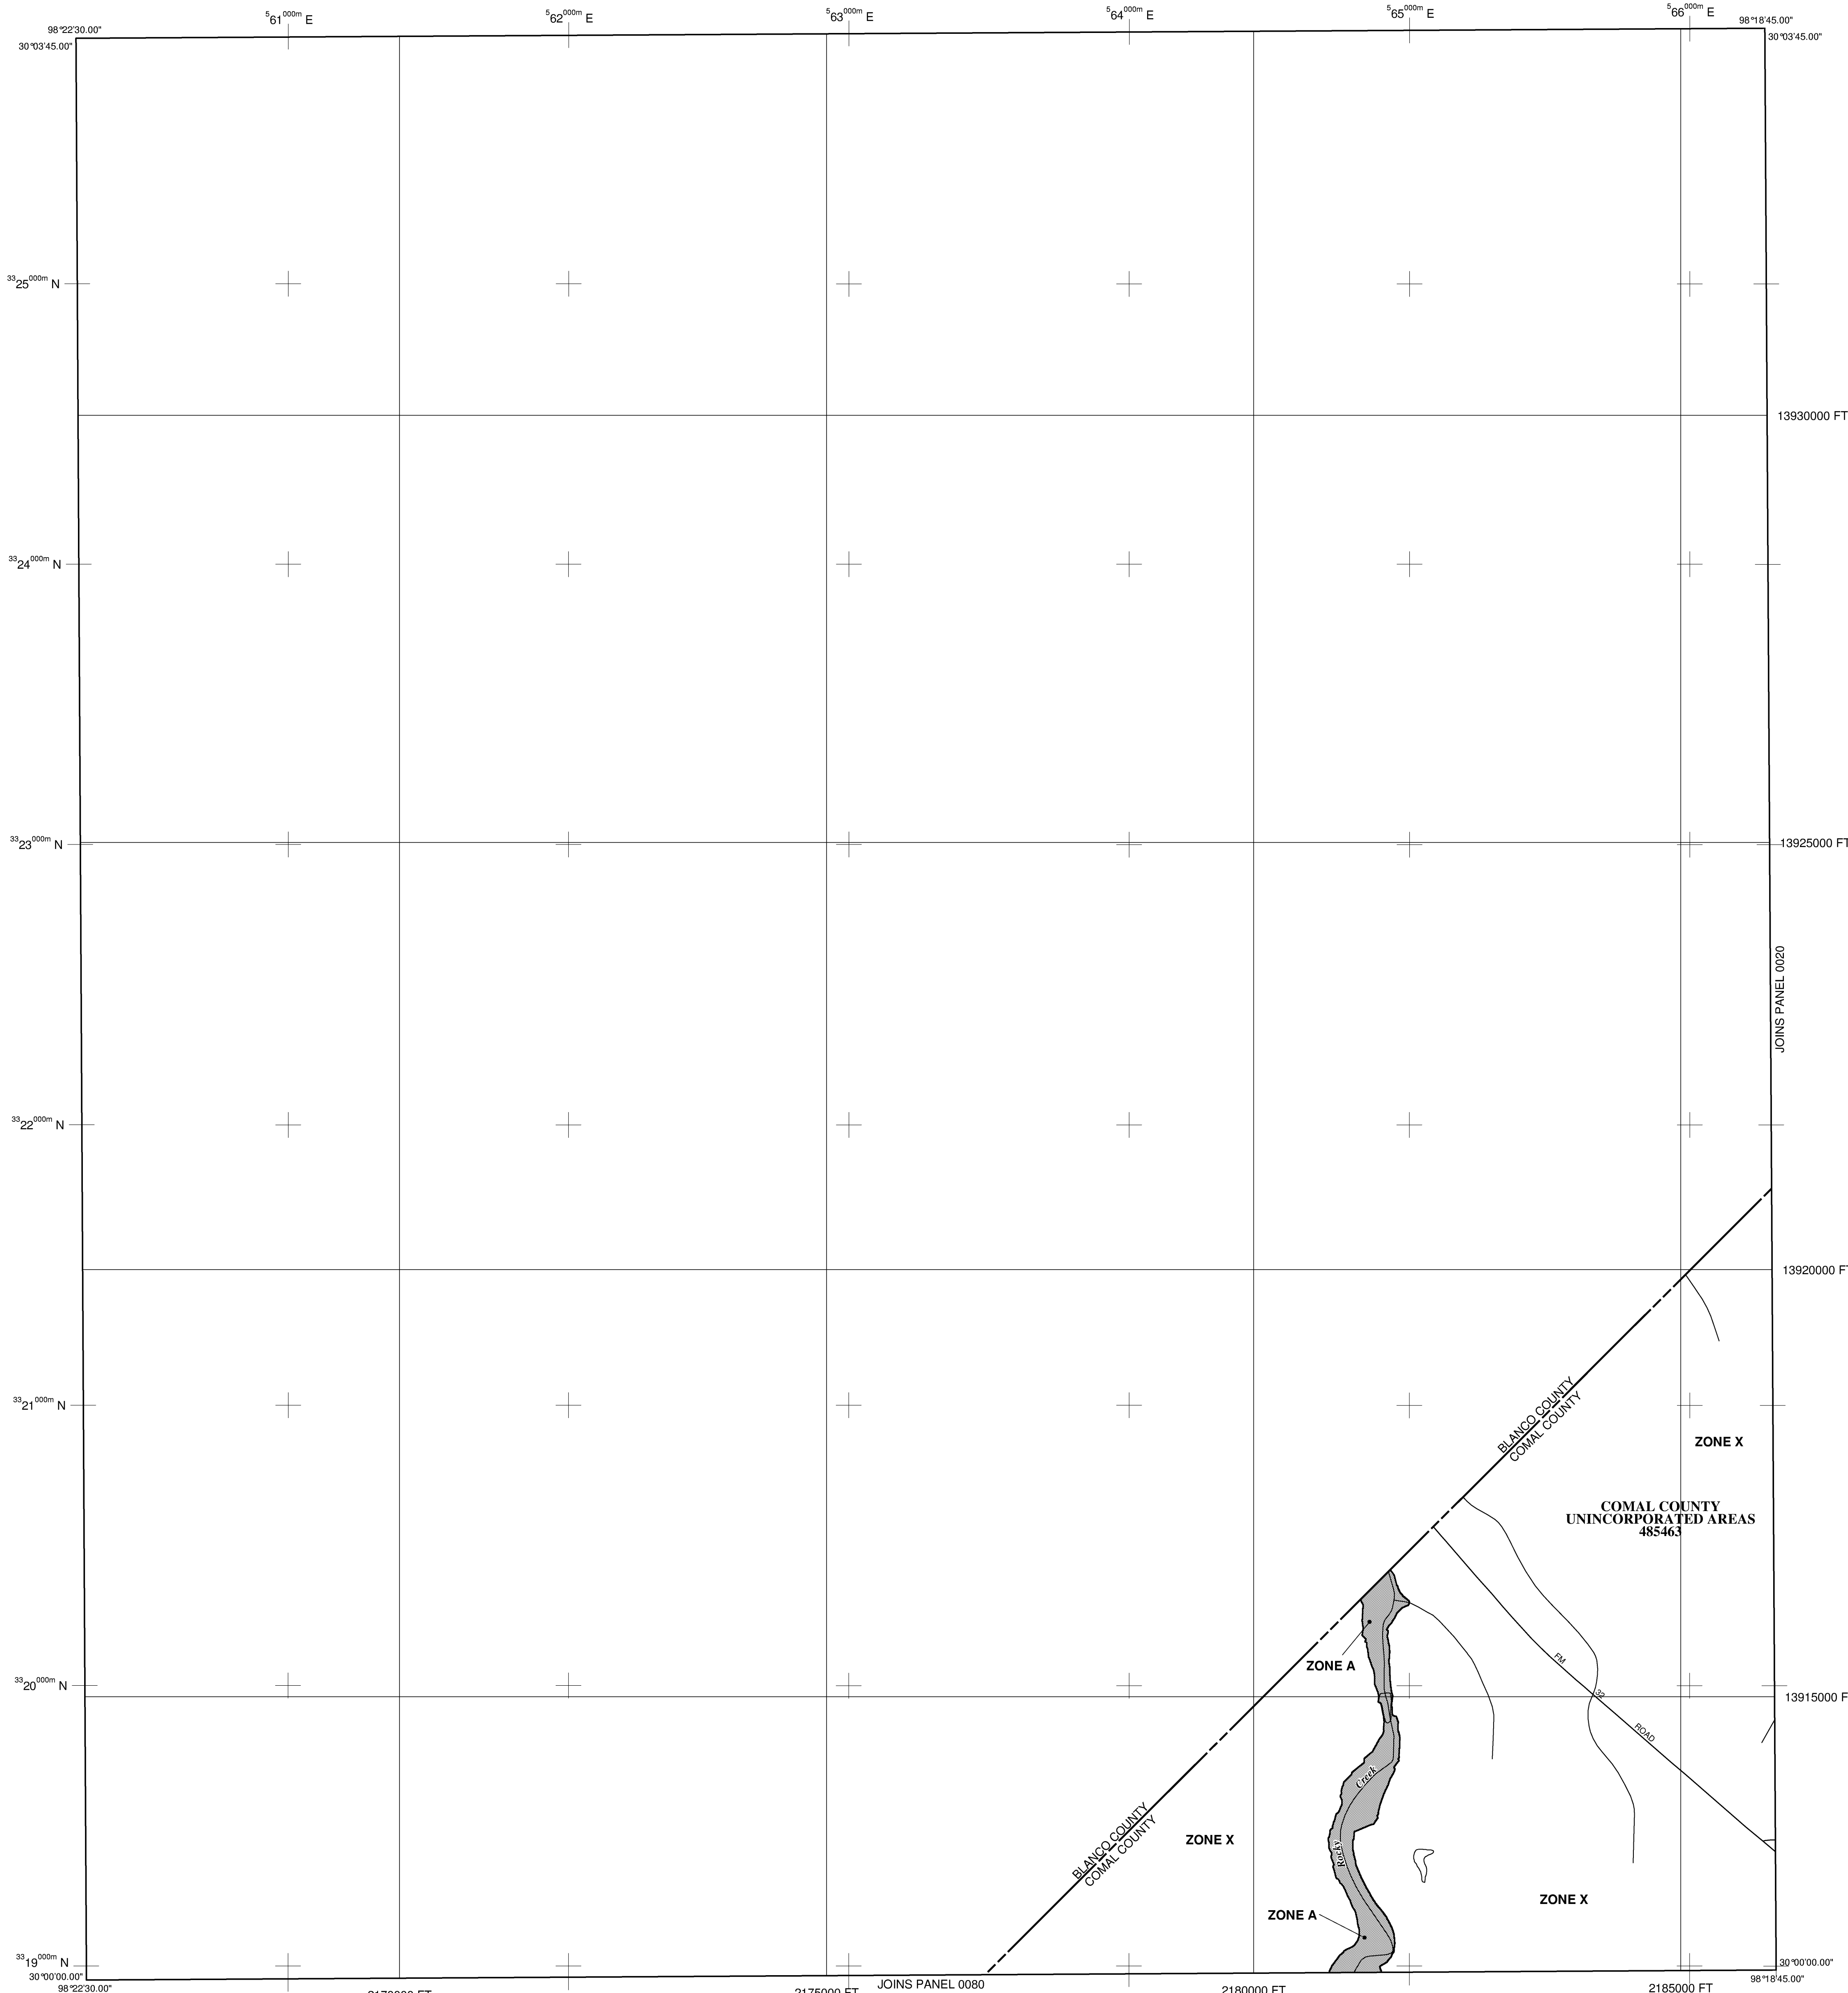 561000m E
562000m E
563000m E
564000m E
565000m E
566000m E
98°22'30.00"
98°18'45.00"
30°03'45.00"
30°03'45.00"
3325000m N
13930000 FT
3324000m N
3323000m N
13925000 FT
JOINS PANEL 0020
3322000m N
13920000 FT
3321000m N
BLANCO COUNTY
COMAL COUNTY
ZONE X
COMAL COUNTY
UNINCORPORATED AREAS
485463
ZONE A
FM
32
ROAD
3320000m N
13915000 F
Creek
Rocky
BLANCO COUNTY
COMAL COUNTY
ZONE X
ZONE X
ZONE A
3319000m N
30°00'00.00"
30°00'00.00"
98°22'30.00"
98°18'45.00"
JOINS PANEL 0080
2175000 FT
2180000 FT
2185000 FT